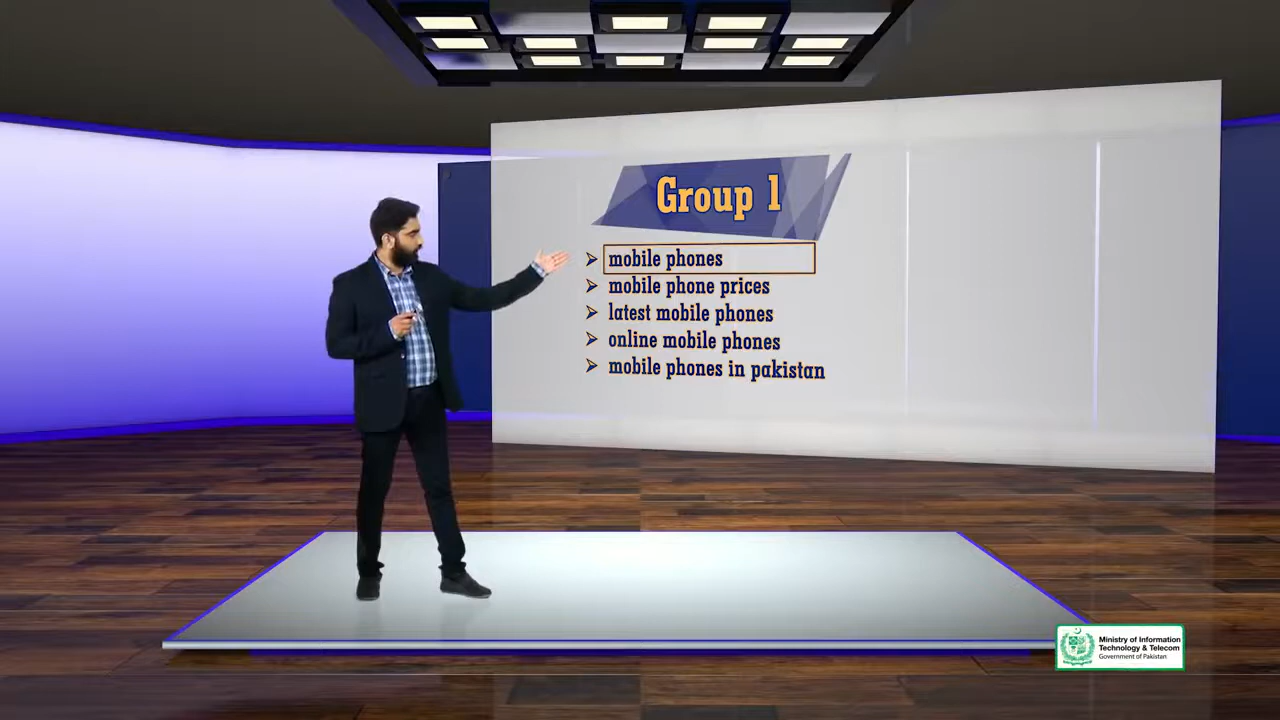 Group 1
mobile phones
mobile phone prices
latest mobile phones
online mobile phones
mobile phones in pakistan
Ministry of Information
Technology & Telecom
Government of Pakistan